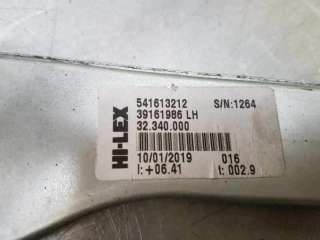 HI-LEX
541613212 S/N:1264
39161986 LH
32.340.000
10/01/2019 016
I:+06.41 t:002.9